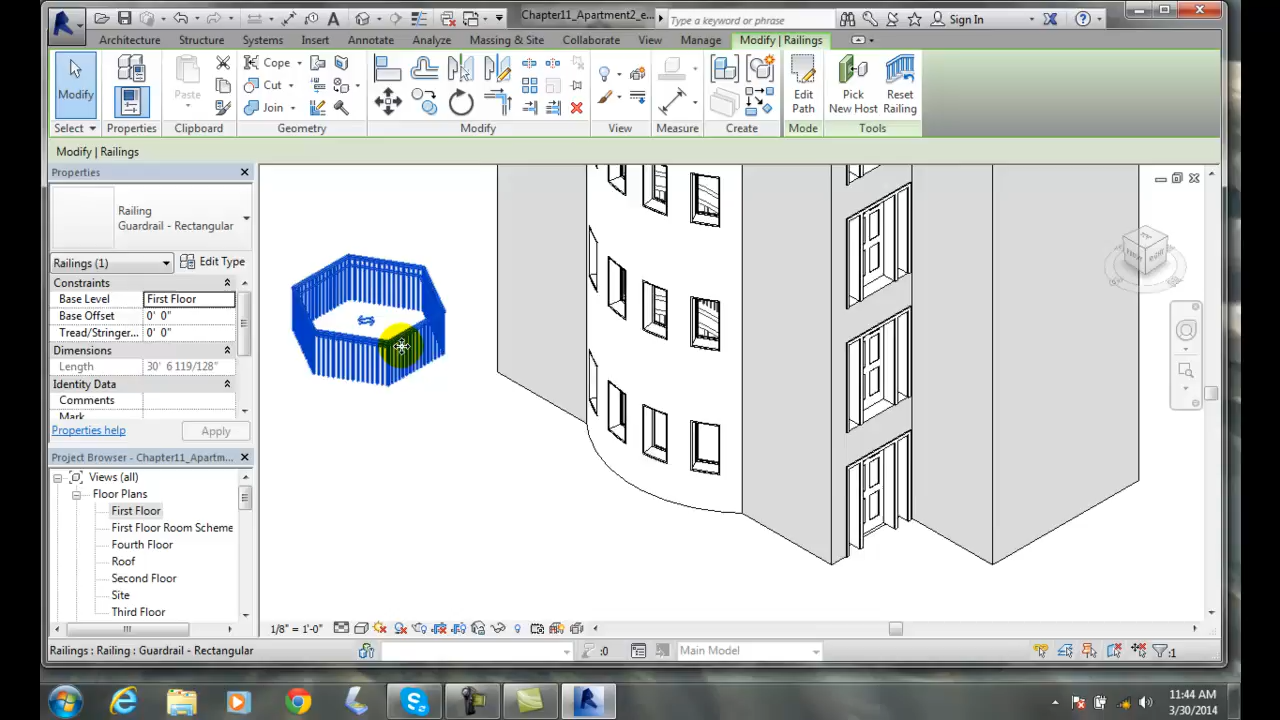 Chapter11_Apartment2_e...
Type a keyword or phrase
Sign In
Architecture
Structure
Systems
Insert
Annotate
Analyze
Massing & Site
Collaborate
View
Manage
Modify | Railings
Modify
Paste
Cope
Cut
Join
Edit
Path
Pick
New Host
Reset
Railing
Select
Properties
Clipboard
Geometry
Modify
View
Measure
Create
Mode
Tools
Modify | Railings
Properties
Railing
Guardrail - Rectangular
Railings (1)
Edit Type
Constraints
Base Level
First Floor
Base Offset
0' 0"
Tread/Stringer...
0' 0"
Dimensions
Length
30' 6 119/128"
Identity Data
Comments
Mark
Properties help
Apply
Project Browser - Chapter11_Apartm...
Views (all)
Floor Plans
First Floor
First Floor Room Scheme
Fourth Floor
Roof
Second Floor
Site
Third Floor
1/8" = 1'-0"
Railings : Railing : Guardrail - Rectangular
:0
Main Model
:1
11:44 AM
3/30/2014